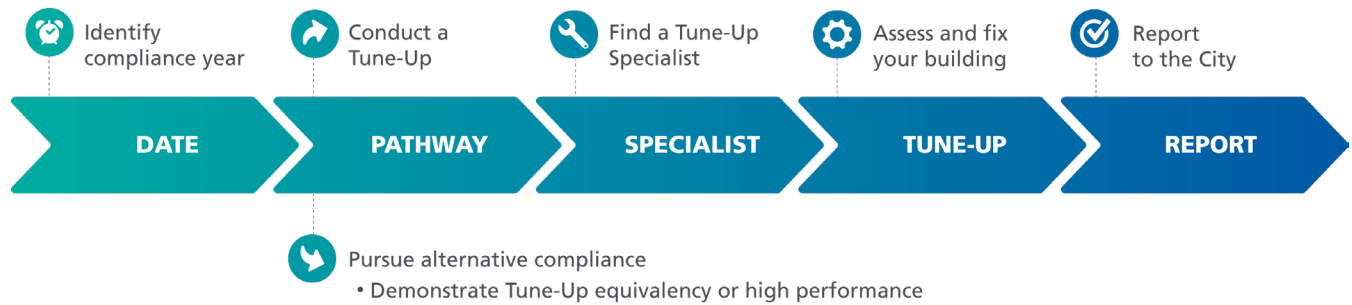 Identify
compliance year
Conduct a
Tune-Up
Find a Tune-Up
Specialist
Assess and fix
your building
Report
to the City
DATE
PATHWAY
SPECIALIST
TUNE-UP
REPORT
Pursue alternative compliance
• Demonstrate Tune-Up equivalency or high performance